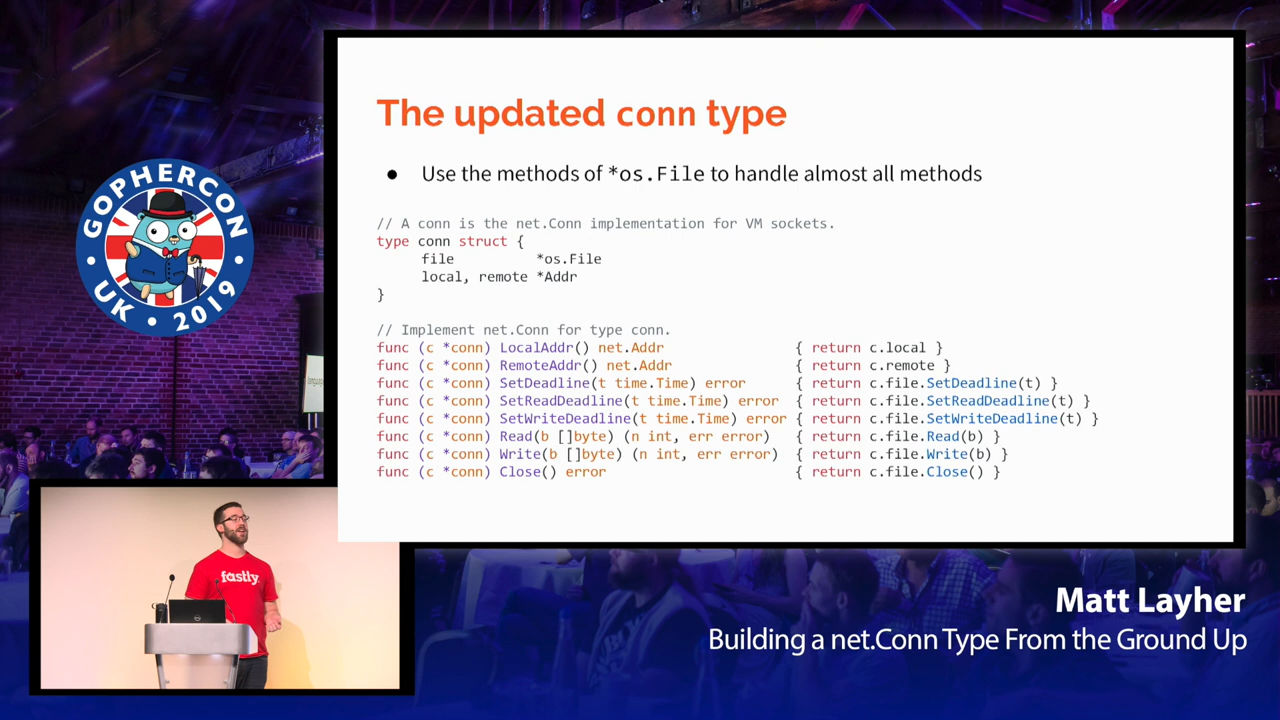 GOPHERCON
UK • 2019
The updated conn type
● Use the methods of *os.File to handle almost all methods
// A conn is the net.Conn implementation for VM sockets.
type conn struct {
file *os.File
local, remote *Addr
}
// Implement net.Conn for type conn.
func (c *conn) LocalAddr() net.Addr { return c.local }
func (c *conn) RemoteAddr() net.Addr { return c.remote }
func (c *conn) SetDeadline(t time.Time) error { return c.file.SetDeadline(t) }
func (c *conn) SetReadDeadline(t time.Time) error { return c.file.SetReadDeadline(t) }
func (c *conn) SetWriteDeadline(t time.Time) error { return c.file.SetWriteDeadline(t) }
func (c *conn) Read(b []byte) (n int, err error) { return c.file.Read(b) }
func (c *conn) Write(b []byte) (n int, err error) { return c.file.Write(b) }
func (c *conn) Close() error { return c.file.Close() }
fastly
Matt Layher
Building a net.Conn Type From the Ground Up